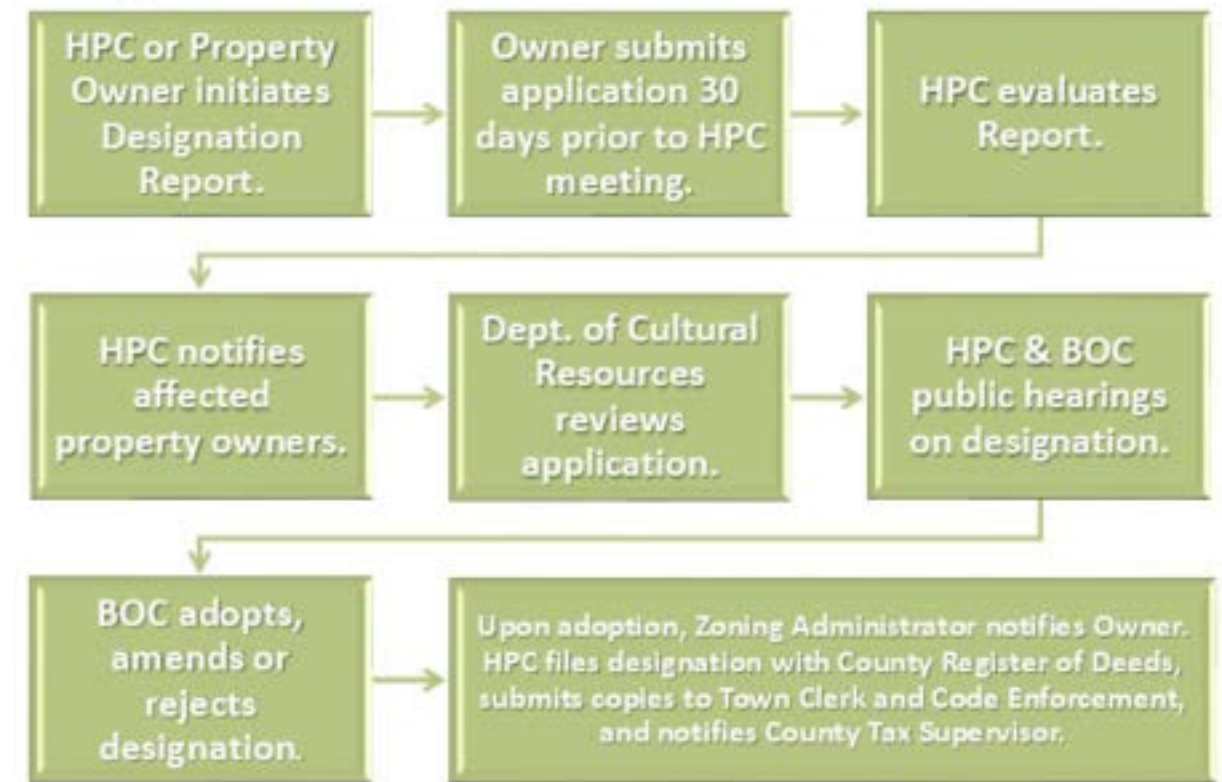 HPC or Property
Owner initiates
Designation
Report.
Owner submits
application 30
days prior to HPC
meeting.
HPC evaluates
Report.
HPC notifies
affected
property owners.
Dept. of Cultural
Resources
reviews
application.
HPC & BOC
public hearings
on designation.
BOC adopts,
amends or
rejects
designation.
Upon adoption, Zoning Administrator notifies Owner.
HPC files designation with County Register of Deeds,
submits copies to Town Clerk and Code Enforcement,
and notifies County Tax Supervisor.